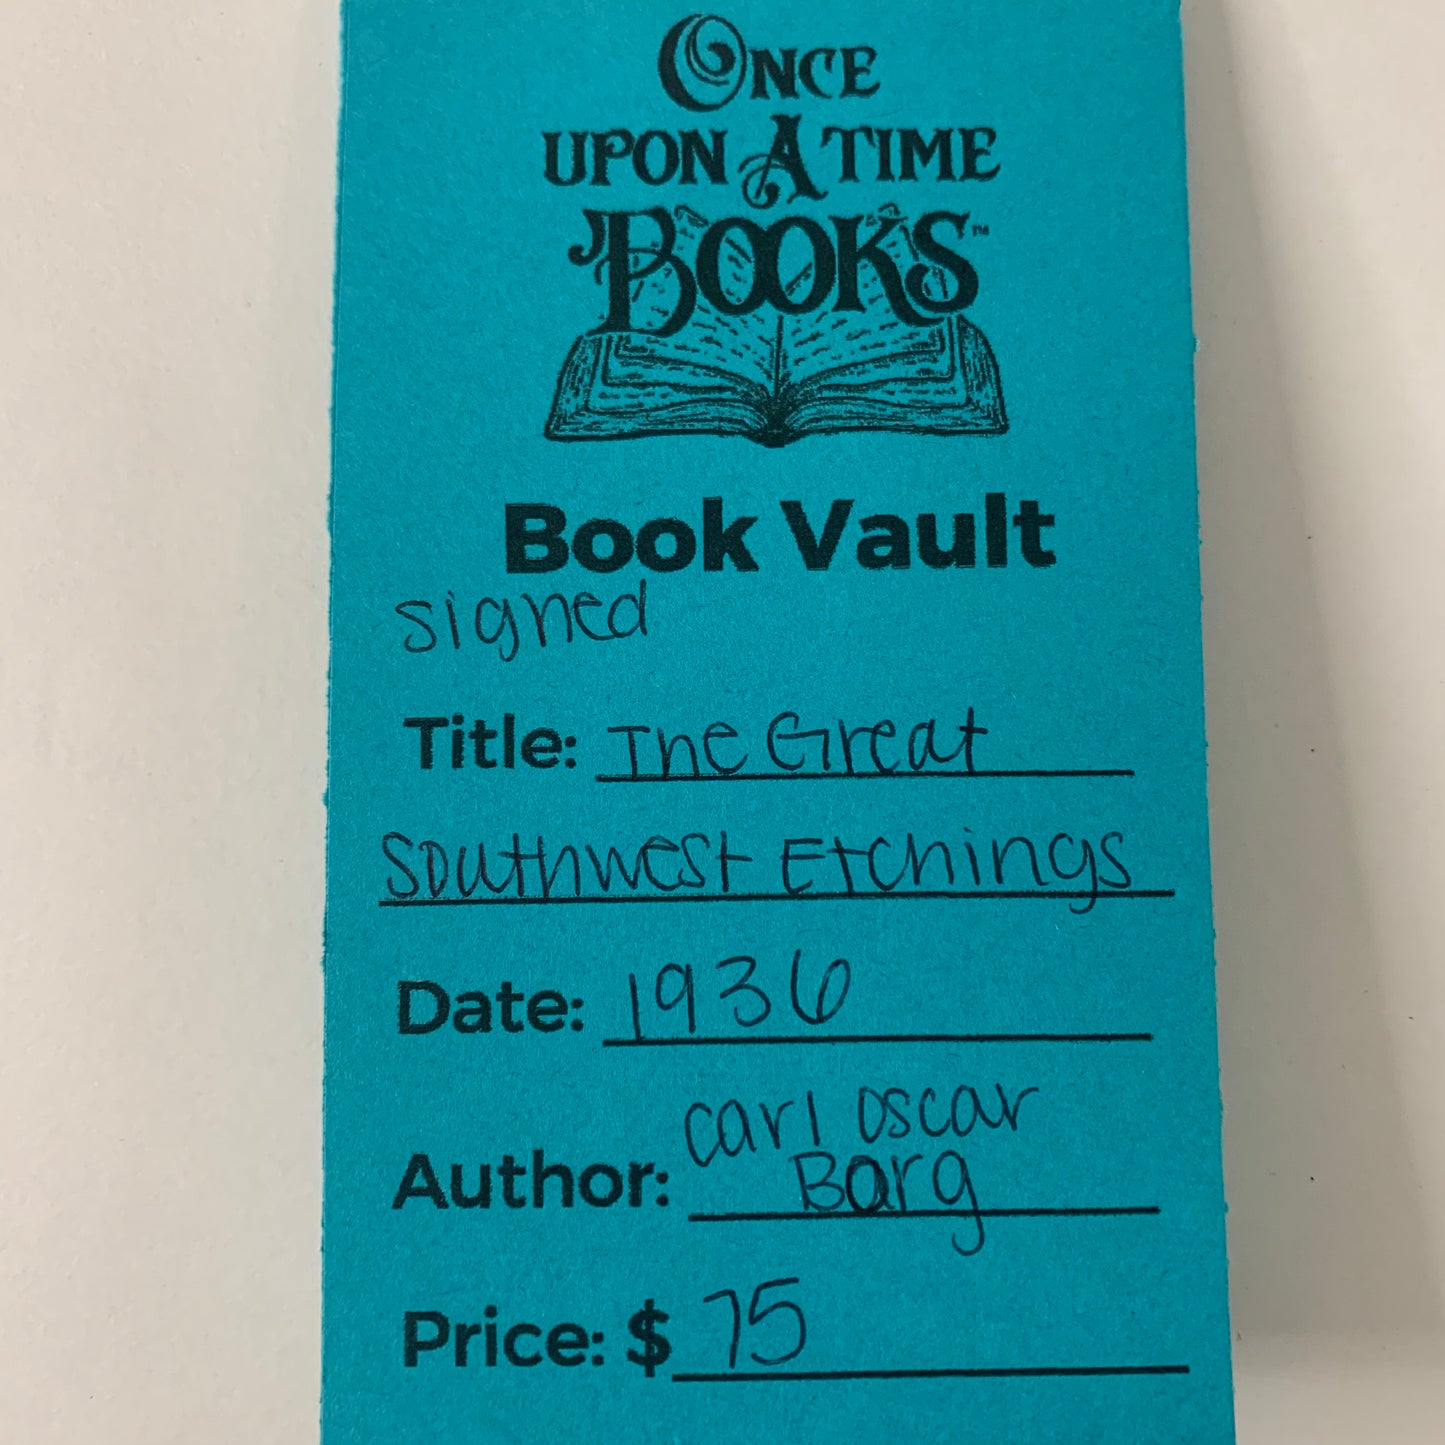 ONCE
UPON A TIME
BOOKS™
Book Vault
signed
Title: The Great
Southwest Etchings
Date: 1936
Carl Oscar
Author: Borg
Price: $ 75